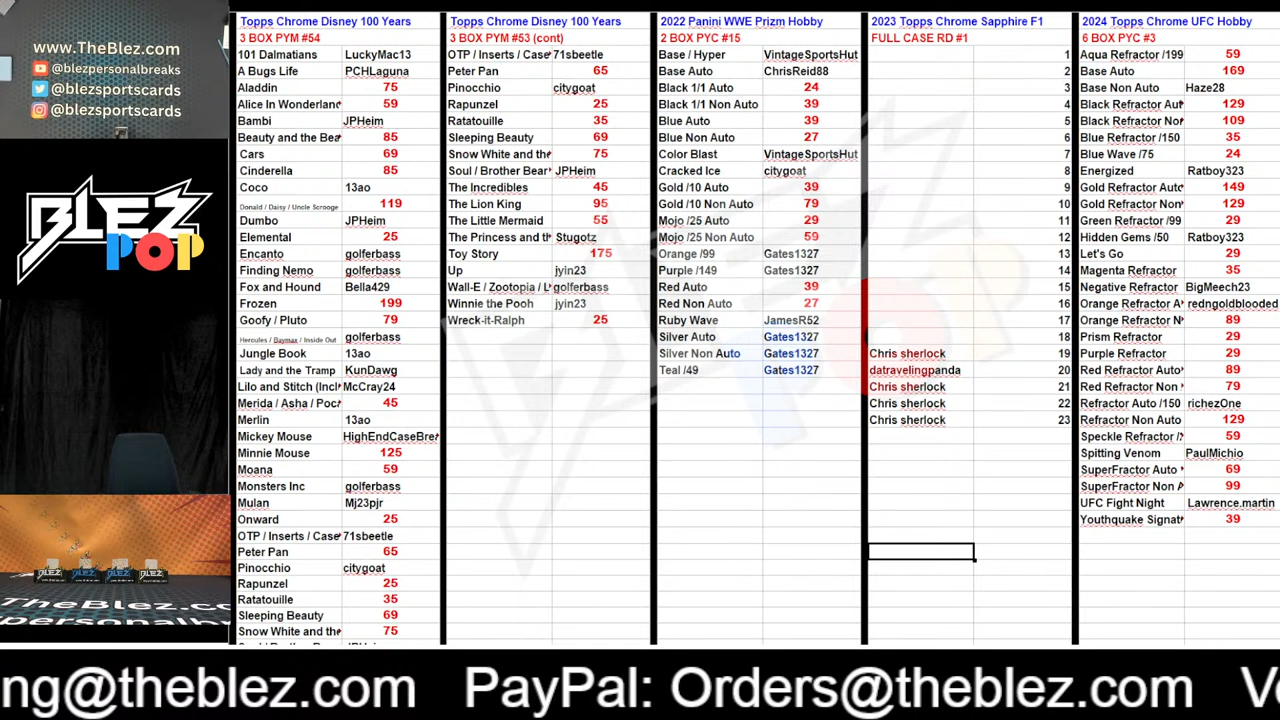 www.TheBlez.com
@blezpersonalbreaks
@blezsportscards
BLEZ
POP
TheBlez.co
Topps Chrome Disney 100 Years
3 BOX PYM #54
101 Dalmatians LuckyMac13
A Bugs Life PCHLaguna
Aladdin 75
Alice In Wonderlan 59
Bambi JPHeim
Beauty and the Bea 85
Cars 69
Cinderella 85
Coco 13ao
Donald / Daisy / Uncle Scrooge 119
Dumbo JPHeim
Elemental 25
Encanto golferbass
Finding Nemo golferbass
Fox and Hound Bella429
Frozen 199
Goofy / Pluto 79
Hercules / Baymax / Inside Out golferbass
Jungle Book 13ao
Lady and the Tramp KunDawg
Lilo and Stitch (Incl McCray24
Merida / Asha / Poc 45
Merlin 13ao
Mickey Mouse HighEndCaseBre
Minnie Mouse 125
Moana 59
Monsters Inc golferbass
Mulan Mj23pjr
Onward 25
OTP / Inserts / Case 71sbeetle
Peter Pan 65
Pinocchio citygoat
Rapunzel 25
Ratatouille 35
Sleeping Beauty 69
Snow White and the 75
Topps Chrome Disney 100 Years
3 BOX PYM #53 (cont)
OTP / Inserts / Case 71sbeetle
Peter Pan 65
Pinocchio citygoat
Rapunzel 25
Ratatouille 35
Sleeping Beauty 69
Snow White and the 75
Soul / Brother Bear JPHeim
The Incredibles 45
The Lion King 95
The Little Mermaid 55
The Princess and th Stugotz
Toy Story 175
Up jyin23
Wall-E / Zootopia / L golferbass
Winnie the Pooh jyin23
Wreck-it-Ralph 25
2022 Panini WWE Prizm Hobby
2 BOX PYC #15
Base / Hyper VintageSportsHut
Base Auto ChrisReid88
Black 1/1 Auto 24
Black 1/1 Non Auto 39
Blue Auto 39
Blue Non Auto 27
Color Blast VintageSportsHut
Cracked Ice citygoat
Gold /10 Auto 39
Gold /10 Non Auto 79
Mojo /25 Auto 29
Mojo /25 Non Auto 59
Orange /99 Gates1327
Purple /149 Gates1327
Red Auto 39
Red Non Auto 27
Ruby Wave JamesR52
Silver Auto Gates1327
Silver Non Auto Gates1327
Teal /49 Gates1327
2023 Topps Chrome Sapphire F1
FULL CASE RD #1
1
2
3
4
5
6
7
8
9
10
11
12
13
14
15
16
17
18
Chris sherlock 19
datravelingpanda 20
Chris sherlock 21
Chris sherlock 22
Chris sherlock 23
2024 Topps Chrome UFC Hobby
6 BOX PYC #3
Aqua Refractor /199 59
Base Auto 169
Base Non Auto Haze28
Black Refractor Aut 129
Black Refractor No 109
Blue Refractor /150 35
Blue Wave /75 24
Energized Ratboy323
Gold Refractor Aut 149
Gold Refractor Non 129
Green Refractor /99 29
Hidden Gems /50 Ratboy323
Let's Go 29
Magenta Refractor 35
Negative Refractor BigMeech23
Orange Refractor A redngoldblooded
Orange Refractor N 89
Prism Refractor 29
Purple Refractor 29
Red Refractor Auto 89
Red Refractor Non 79
Refractor Auto /150 richezOne
Refractor Non Auto 129
Speckle Refractor / 59
Spitting Venom PaulMichio
SuperFractor Auto 69
SuperFractor Non A 99
UFC Fight Night Lawrence.martin
Youthquake Signat 39
ng@theblez.com PayPal: Orders@theblez.com Ve